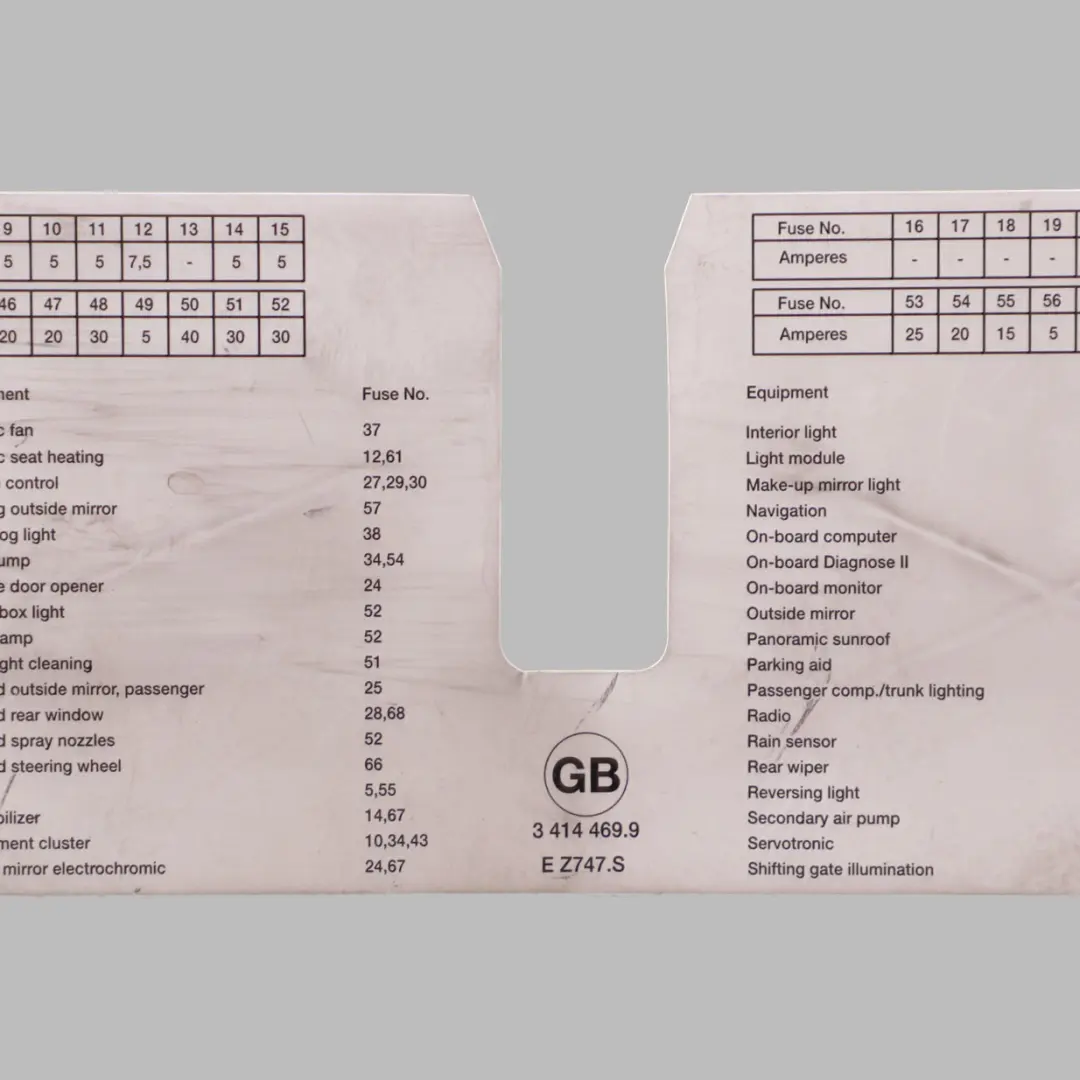 9 10 11 12 13 14 15
5 5 5 7,5 - 5 5
46 47 48 49 50 51 52
20 20 30 5 40 30 30
ment Fuse No.
c fan 37
c seat heating 12,61
control 27,29,30
g outside mirror 57
og light 38
ump 34,54
e door opener 24
box light 52
amp 52
ght cleaning 51
d outside mirror, passenger 25
d rear window 28,68
d spray nozzles 52
d steering wheel 66
5,55
bilizer 14,67
ment cluster 10,34,43
mirror electrochromic 24,67
GB
3 414 469.9
E Z747.S
Fuse No. 16 17 18 19
Amperes - - - -
Fuse No. 53 54 55 56
Amperes 25 20 15 5
Equipment
Interior light
Light module
Make-up mirror light
Navigation
On-board computer
On-board Diagnose II
On-board monitor
Outside mirror
Panoramic sunroof
Parking aid
Passenger comp./trunk lighting
Radio
Rain sensor
Rear wiper
Reversing light
Secondary air pump
Servotronic
Shifting gate illumination